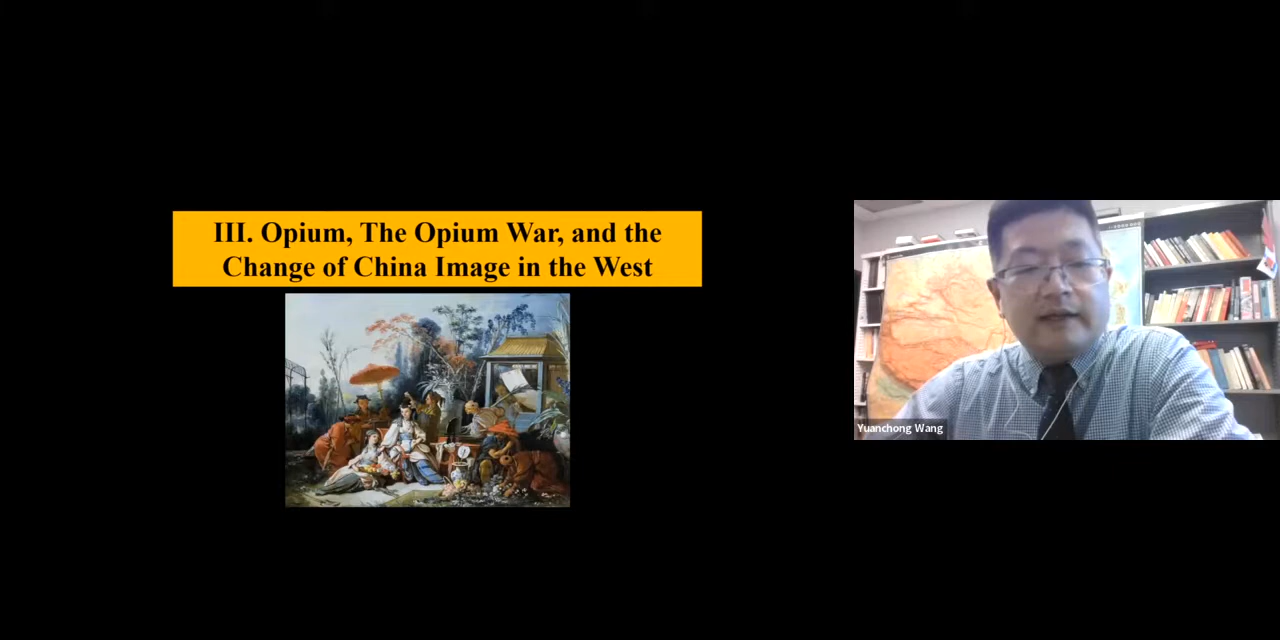 III. Opium, The Opium War, and the
Change of China Image in the West
Yuanchong Wang